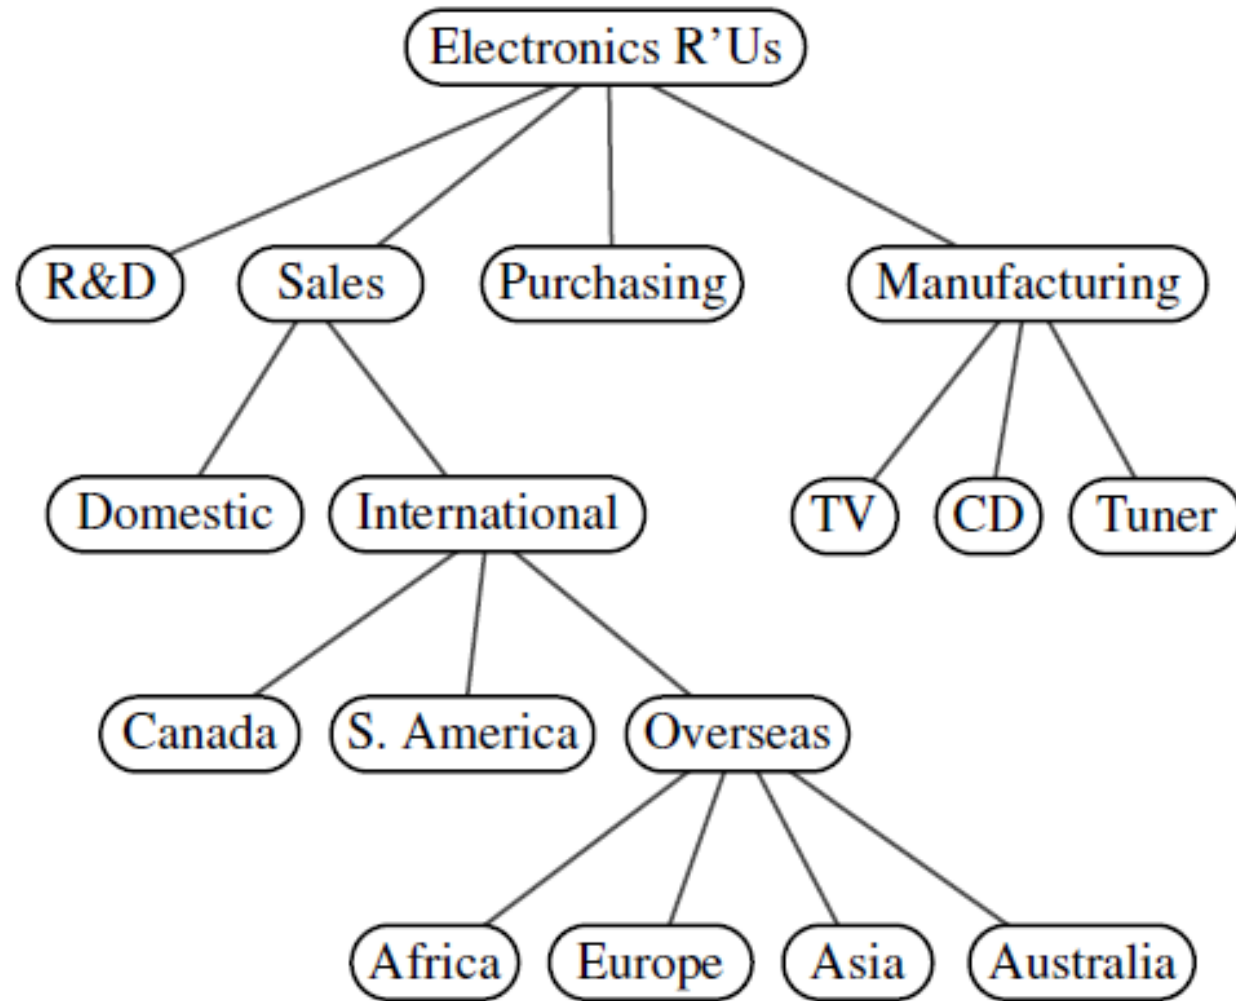 Electronics R'Us
R&D Sales Purchasing Manufacturing
Domestic International TV CD Tuner
Canada S. America Overseas
Africa Europe Asia Australia